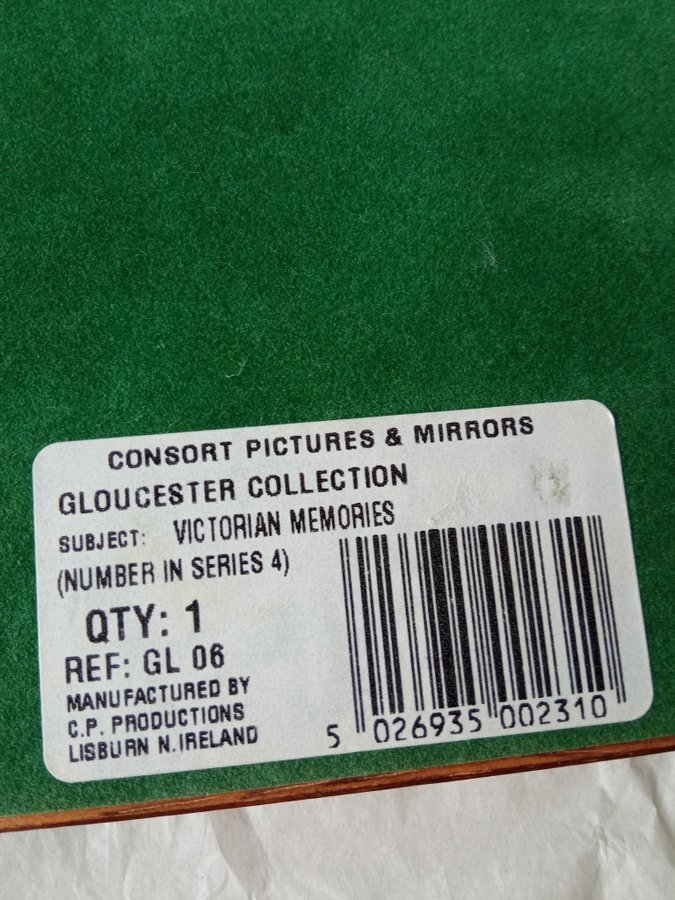 CONSORT PICTURES & MIRRORS
GLOUCESTER COLLECTION
SUBJECT: VICTORIAN MEMORIES
(NUMBER IN SERIES 4)
QTY: 1
REF: GL 06
MANUFACTURED BY
C.P. PRODUCTIONS
LISBURN N.IRELAND
5 026935 002310